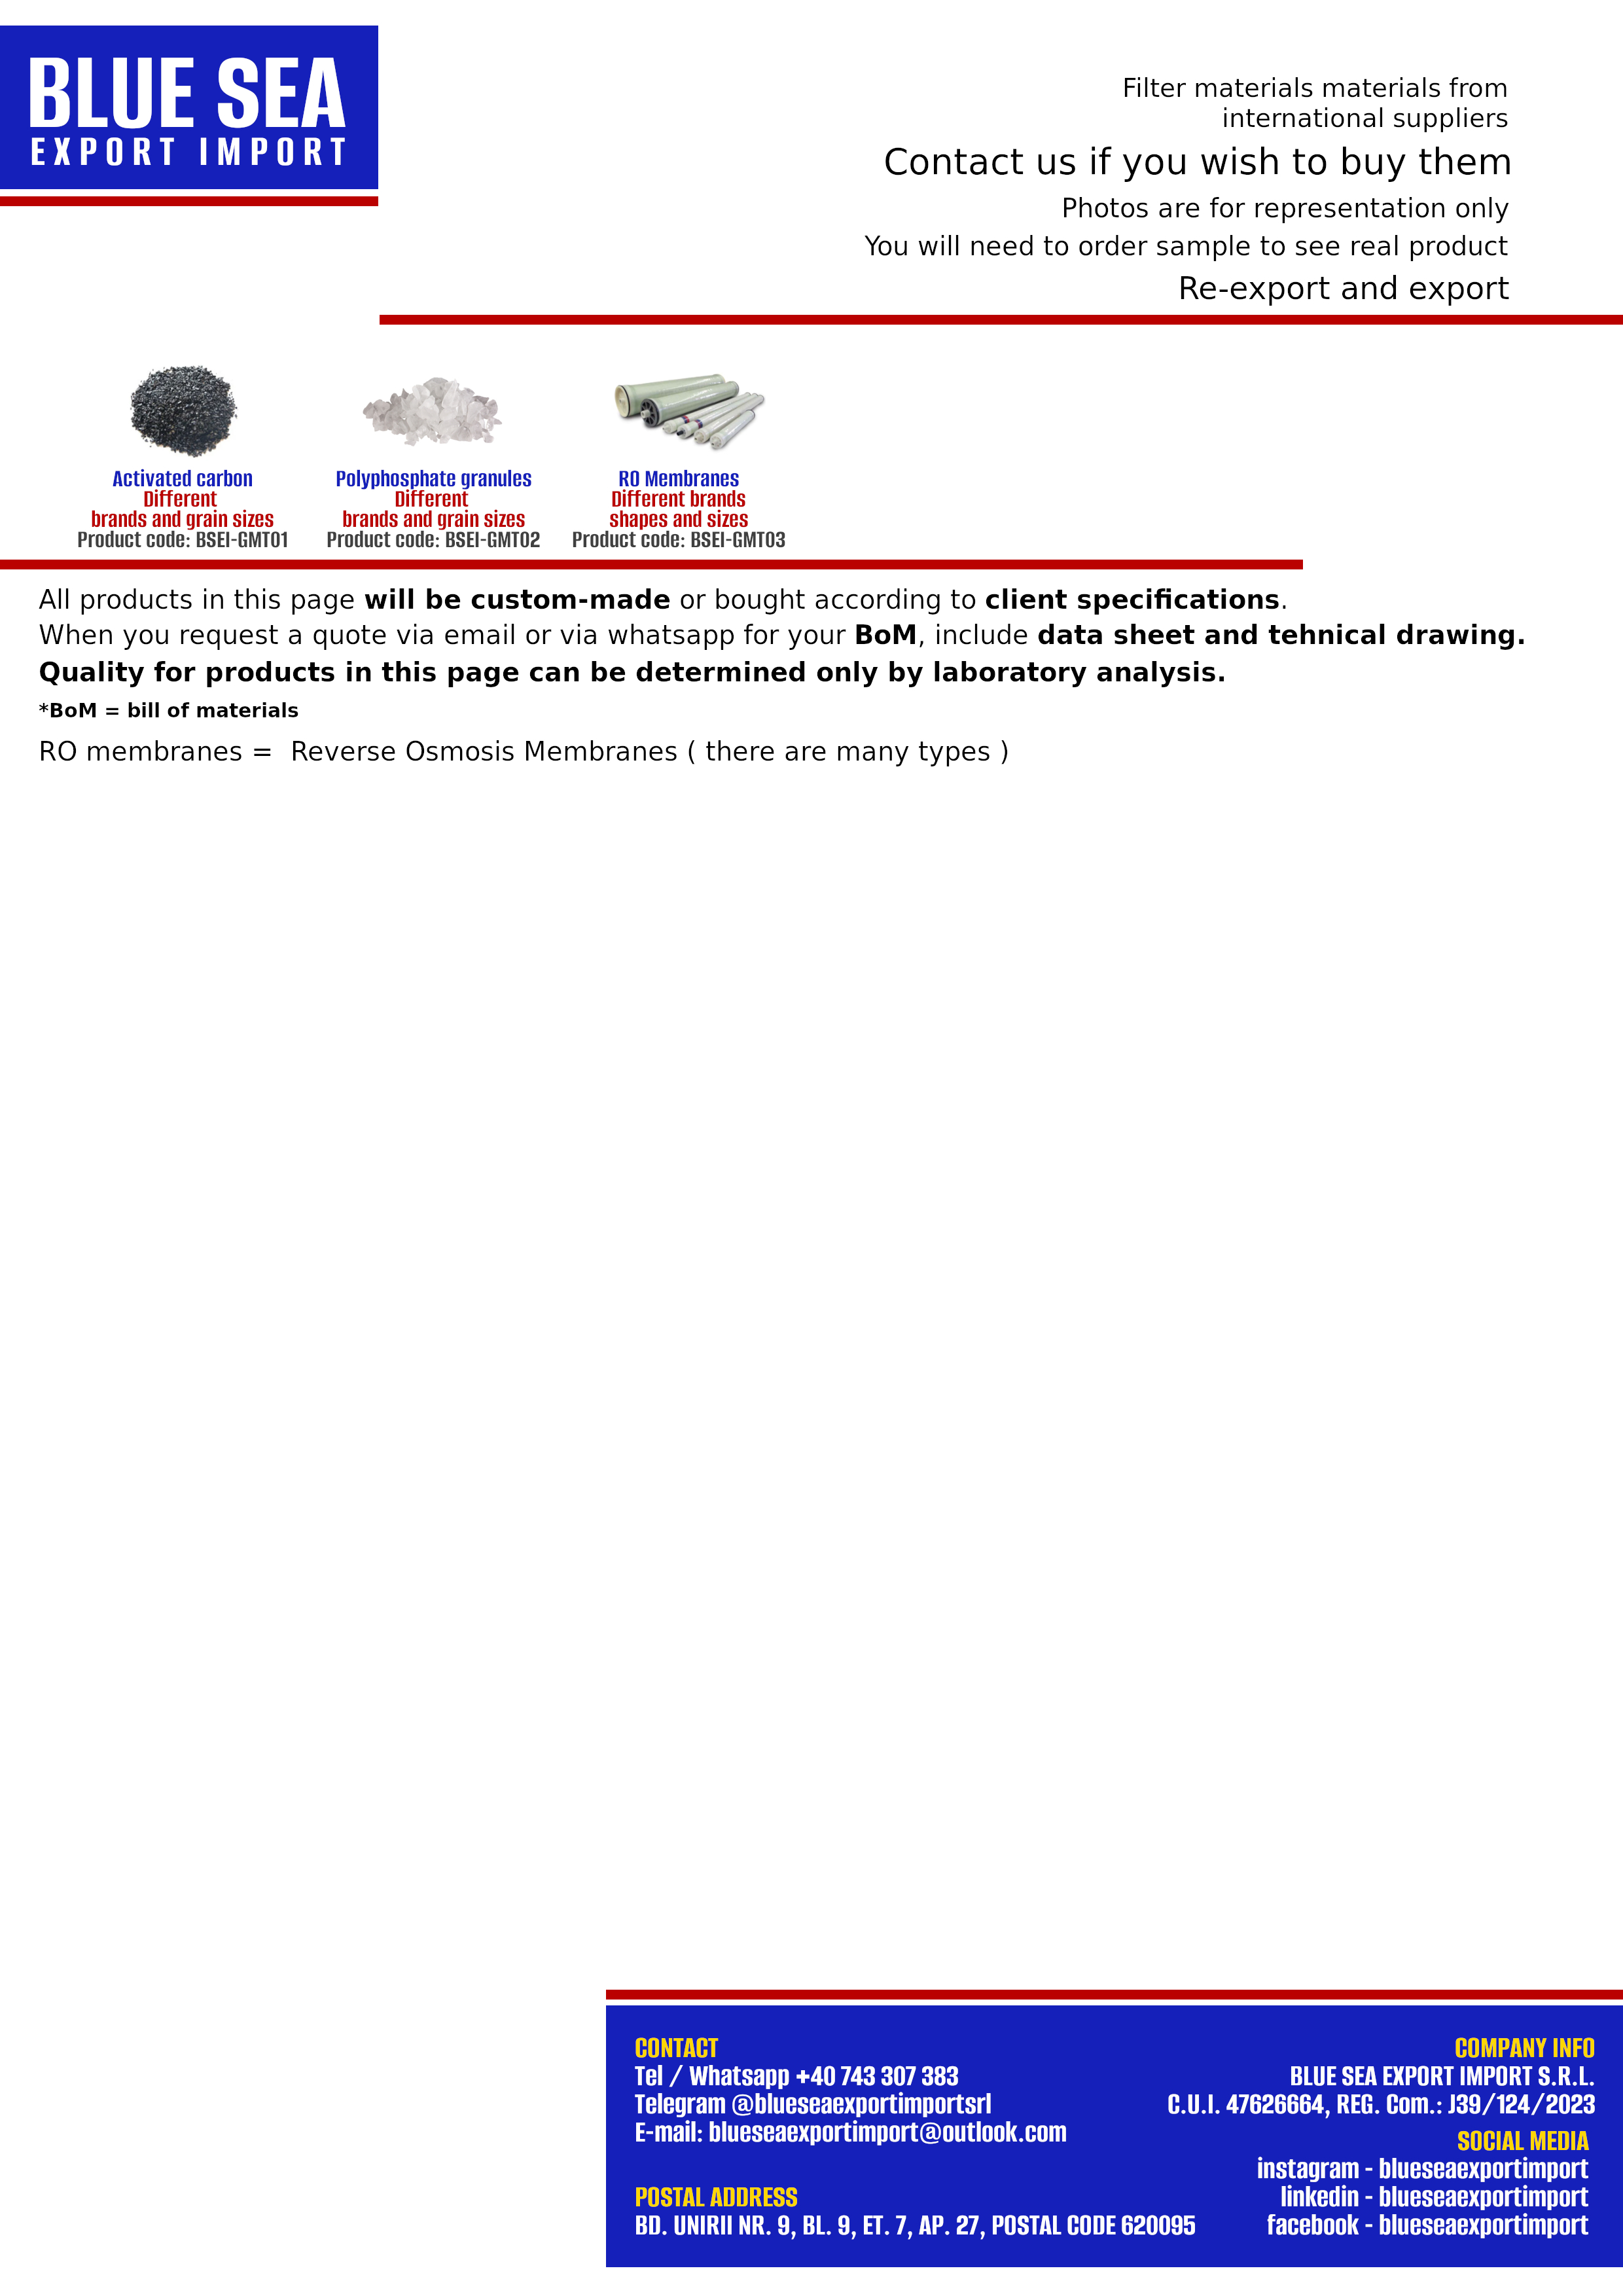 BLUE SEA
EXPORT IMPORT
Filter materials materials from
international suppliers
Contact us if you wish to buy them
Photos are for representation only
You will need to order sample to see real product
Re-export and export
Activated carbon
Different
brands and grain sizes
Product code: BSEI-GMT01
Polyphosphate granules
Different
brands and grain sizes
Product code: BSEI-GMT02
RO Membranes
Different brands
shapes and sizes
Product code: BSEI-GMT03
All products in this page will be custom-made or bought according to client specifications.
When you request a quote via email or via whatsapp for your BoM, include data sheet and tehnical drawing.
Quality for products in this page can be determined only by laboratory analysis.
*BoM = bill of materials
RO membranes =  Reverse Osmosis Membranes ( there are many types )
CONTACT
Tel / Whatsapp +40 743 307 383
Telegram @blueseaexportimportsrl
E-mail: blueseaexportimport@outlook.com
POSTAL ADDRESS
BD. UNIRII NR. 9, BL. 9, ET. 7, AP. 27, POSTAL CODE 620095
COMPANY INFO
BLUE SEA EXPORT IMPORT S.R.L.
C.U.I. 47626664, REG. Com.: J39/124/2023
SOCIAL MEDIA
instagram - blueseaexportimport
linkedin - blueseaexportimport
facebook - blueseaexportimport